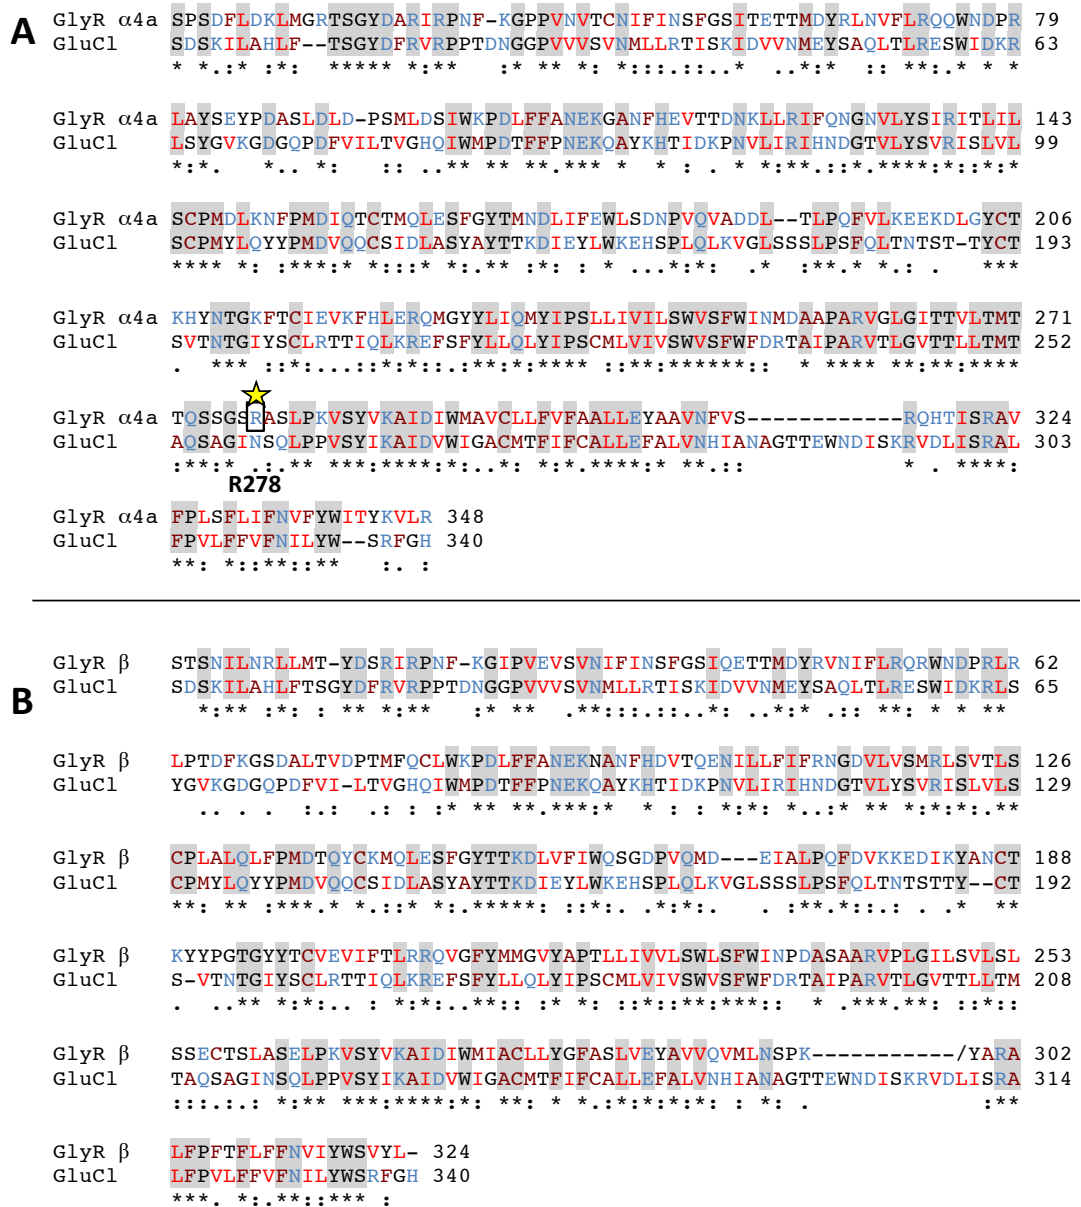 A
GlyR α4a SPSDFLDKLMGRTSGYDARIRPNF-KGPPVNVTCNIFINSFGSITETTMDYRLNVFLRQQWNDPR 79
GluCl SDSKILAHLF--TSGYDFRVRPPTDNGGPVVVSVNMLLRTISKIDVVNMEYSAQLTLRESWIDKR 63
* *.:* :*: ***** *:** :* ** *: *:::.::..* ..*:* :: **:.* * *
GlyR α4a LAYSEYPDASLDLD-PSMLDSIWKPDLFFANEKGANFHEVTTDNKLLRIFQNGNVLYSIRITLIL 143
GluCl LSYGVKGDGQPDFVILTVGHQIWMPDTFFPNEKQAYKHTIDKPNVLIRIHNDGTVLYSVRISLVL 99
*:*. *.. *: :: ..** ** **.*** * * : . * *:**.::*.****:**:*:*
GlyR α4a SCPMDLKNFPMDIQTCTMQLESFGYTMNDLIFEWLSDNPVQVADDL--TLPQFVLKEEKDLGYCT 206
GluCl SCPMYLQYYPMDVQQCSIDLASYAYTTKDIEYLWKEHSPLQLKVGLSSSLPSFQLTNTST-TYCT 193
**** *: :***:* *:::* *:.** :*: : * ...*:*: .* :**.* *.: . ***
GlyR α4a KHYNTGKFTCIEVKFHLERQMGYYLIQMYIPSLLIVILSWVSFWINMDAAPARVGLGITTVLTMT 271
GluCl SVTNTGIYSCLRTTIQLKREFSFYLLQLYIPSCMLVIVSWVSFWFDRTAIPARVTLGVTTLLTMT 252
. *** ::*:....::*:*::.:**:*:**** ::**:******:: * **** **:**:****
GlyR α4a TQSSGSRASLPKVSYVKAIDIWMAVCLLFVFAALLEYAAVNFVS------------RQHTISRAV 324
GluCl AQSAGINSQLPPVSYIKAIDVWIGACMTFIFCALLEFALVNHIANAGTTEWNDISKRVDLISRAL 303
:**:* .:.** ***:****:*:..*: *:*.****:* **.:: * . ****:
R278
GlyR α4a FPLSFLIFNVFYWITYKVLR 348
GluCl FPVLFFVFNILYW--SRFGH 340
**: *::**::** :. :
B
GlyR β STSNILNRLLMT-YDSRIRPNF-KGIPVEVSVNIFINSFGSIQETTMDYRVNIFLRQRWNDPRLR 62
GluCl SDSKILAHLFTSGYDFRVRPPTDNGGPVVVSVNMLLRTISKIDVVNMEYSAQLTLRESWIDKRLS 65
*:** :*: : ** *:** :* ** .**:::.:..:* ..*:* .:: **: * * **
GlyR β LPTDFKGSDALTVDPTMFQCLWKPDLFFANEKNANFHDVTQENILLFIFRNGDVLVSMRLSVTLS 126
GluCl YGVKGDGQPDFVI-LTVGHQIWMPDTFFPNEKQAYKHTIDKPNVLIRIHNDGTVLYSVRISLVLS 129
.. . . :.: .: : :* ** **.***:* * : : *:*: *..:* ** *:*:*:.**
GlyR β CPLALQLFPMDTQYCKMQLESFGYTTKDLVFIWQSGDPVQMD---EIALPQFDVKKEDIKYANCT 188
GluCl CPMYLQYYPMDVQQCSIDLASYAYTTKDIEYLWKEHSPLQLKVGLSSSLPSFQLTNTSTTY--CT 192
**: ** :***.* *.::* *:.*****: ::*:. .*:*:. . :**.*::.: . .* **
GlyR β KYYPGTGYYTCVEVIFTLRRQVGFYMMGVYAPTLLIVVLSWLSFWINPDASAARVPLGILSVLSL 253
GluCl S-VTNTGIYSCLRTTIQLKREFSFYLLQLYIPSCMLVIVSWVSFWFDRTAIPARVTLGVTTLLTM 208
. ..** *:*:.. : *:*:..**:: :* *: ::*::**:***:: * .***.**: ::*::
GlyR β SSECTSLASELPKVSYVKAIDIWMIACLLYGFASLVEYAVVQVMLNSPK-----------/YARA 302
GluCl TAQSAGINSQLPPVSYIKAIDVWIGACMTFIFCALLEFALVNHIANAGTTEWNDISKRVDLISRA 314
:::.:.: *:** ***:****:*: **: : *.:*:*:*:*: : *: . :**
GlyR β LFPFTFLFFNVIYWSVYL- 324
GluCl LFPVLFFVFNILYWSRFGH 340
***. *:.**::*** :